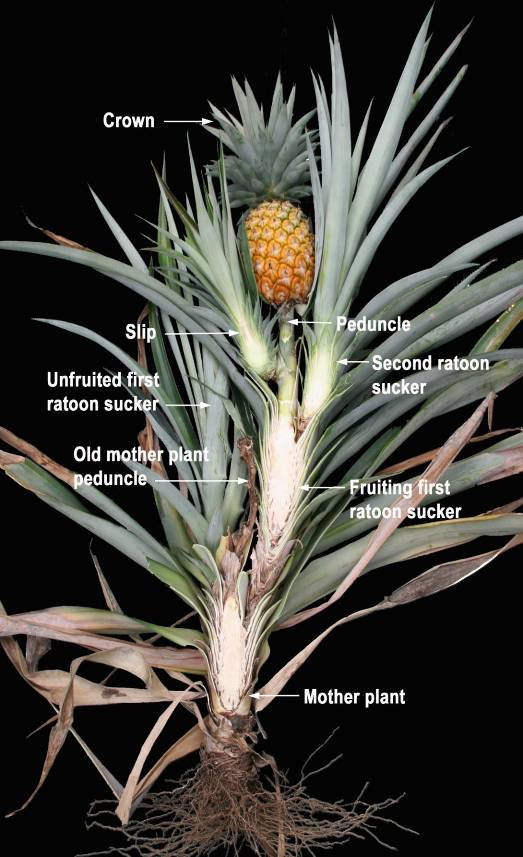 Crown
Slip
Peduncle
Second ratoon
sucker
Unfruited first
ratoon sucker
Old mother plant
peduncle
Fruiting first
ratoon sucker
Mother plant